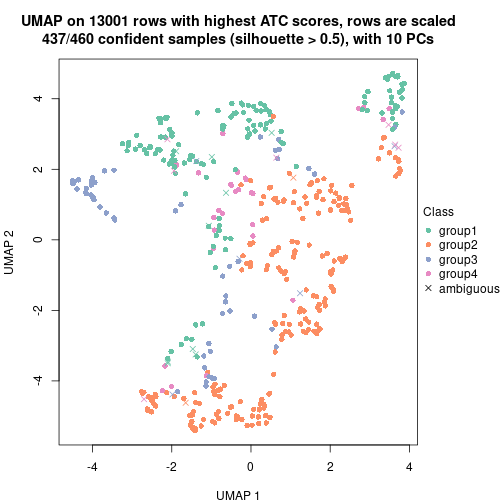 UMAP on 13001 rows with highest ATC scores, rows are scaled
437/460 confident samples (silhouette > 0.5), with 10 PCs
4
2
0
-2
-4
UMAP 2
-4
-2
0
2
4
UMAP 1
Class
group1
group2
group3
group4
ambiguous